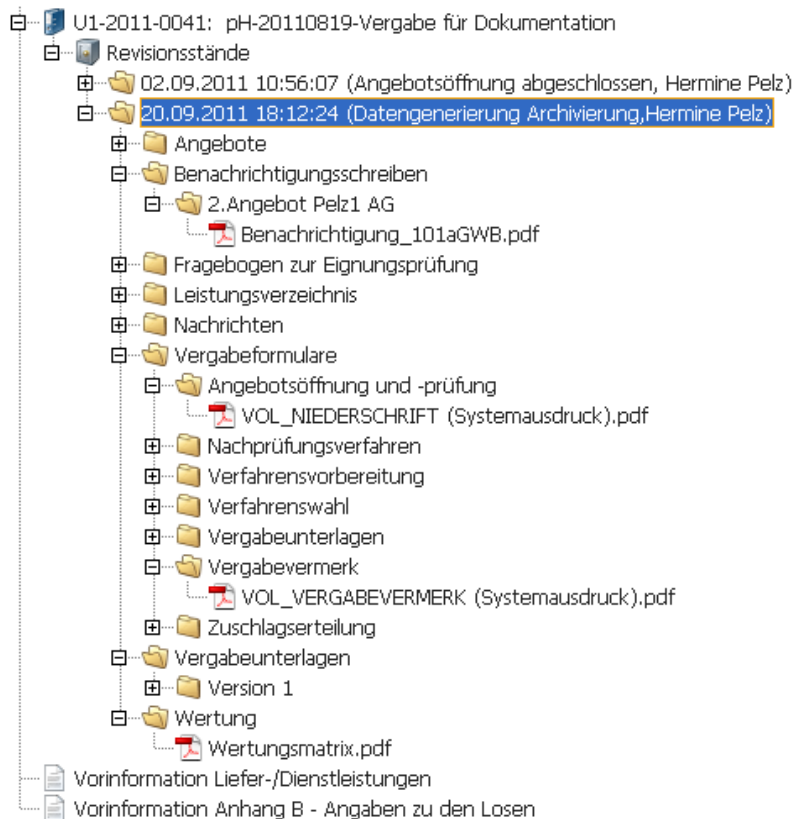 U1-2011-0041: pH-20110819-Vergabe für Dokumentation
Revisionsstände
02.09.2011 10:56:07 (Angebotsöffnung abgeschlossen, Hermine Pelz)
20.09.2011 18:12:24 (Datengenerierung Archivierung,Hermine Pelz)
Angebote
Benachrichtigungsschreiben
2.Angebot Pelz1 AG
Benachrichtigung_101aGWB.pdf
Fragebogen zur Eignungsprüfung
Leistungsverzeichnis
Nachrichten
Vergabeformulare
Angebotsöffnung und -prüfung
VOL_NIEDERSCHRIFT (Systemausdruck).pdf
Nachprüfungsverfahren
Verfahrensvorbereitung
Verfahrenswahl
Vergabeunterlagen
Vergabevermerk
VOL_VERGABEVERMERK (Systemausdruck).pdf
Zuschlagserteilung
Vergabeunterlagen
Version 1
Wertung
Wertungsmatrix.pdf
Vorinformation Liefer-/Dienstleistungen
Vorinformation Anhang B - Angaben zu den Losen